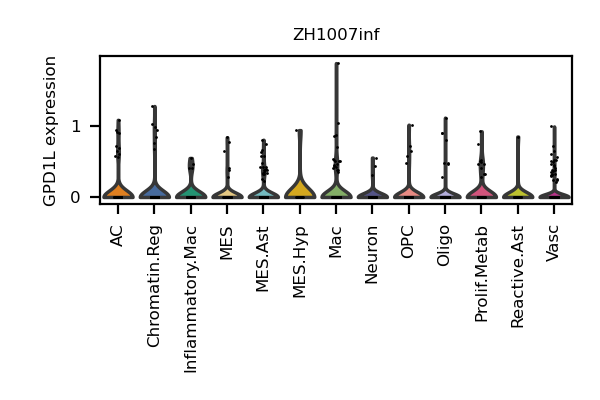 ZH1007inf
GPD1L expression
1
0
AC
Chromatin.Reg
Inflammatory.Mac
MES
MES.Ast
MES.Hyp
Mac
Neuron
OPC
Oligo
Prolif.Metab
Reactive.Ast
Vasc